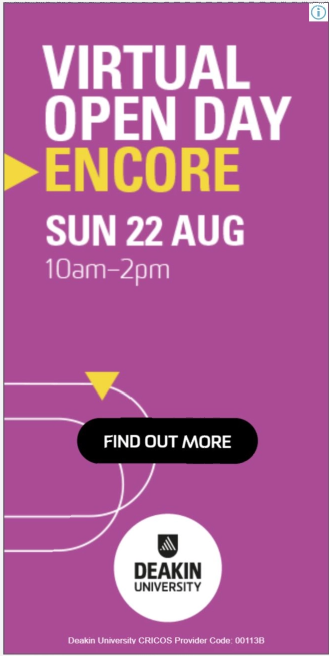 VIRTUAL
OPEN DAY
ENCORE
SUN 22 AUG
10am–2pm
FIND OUT MORE
DEAKIN
UNIVERSITY
Deakin University CRICOS Provider Code: 00113B